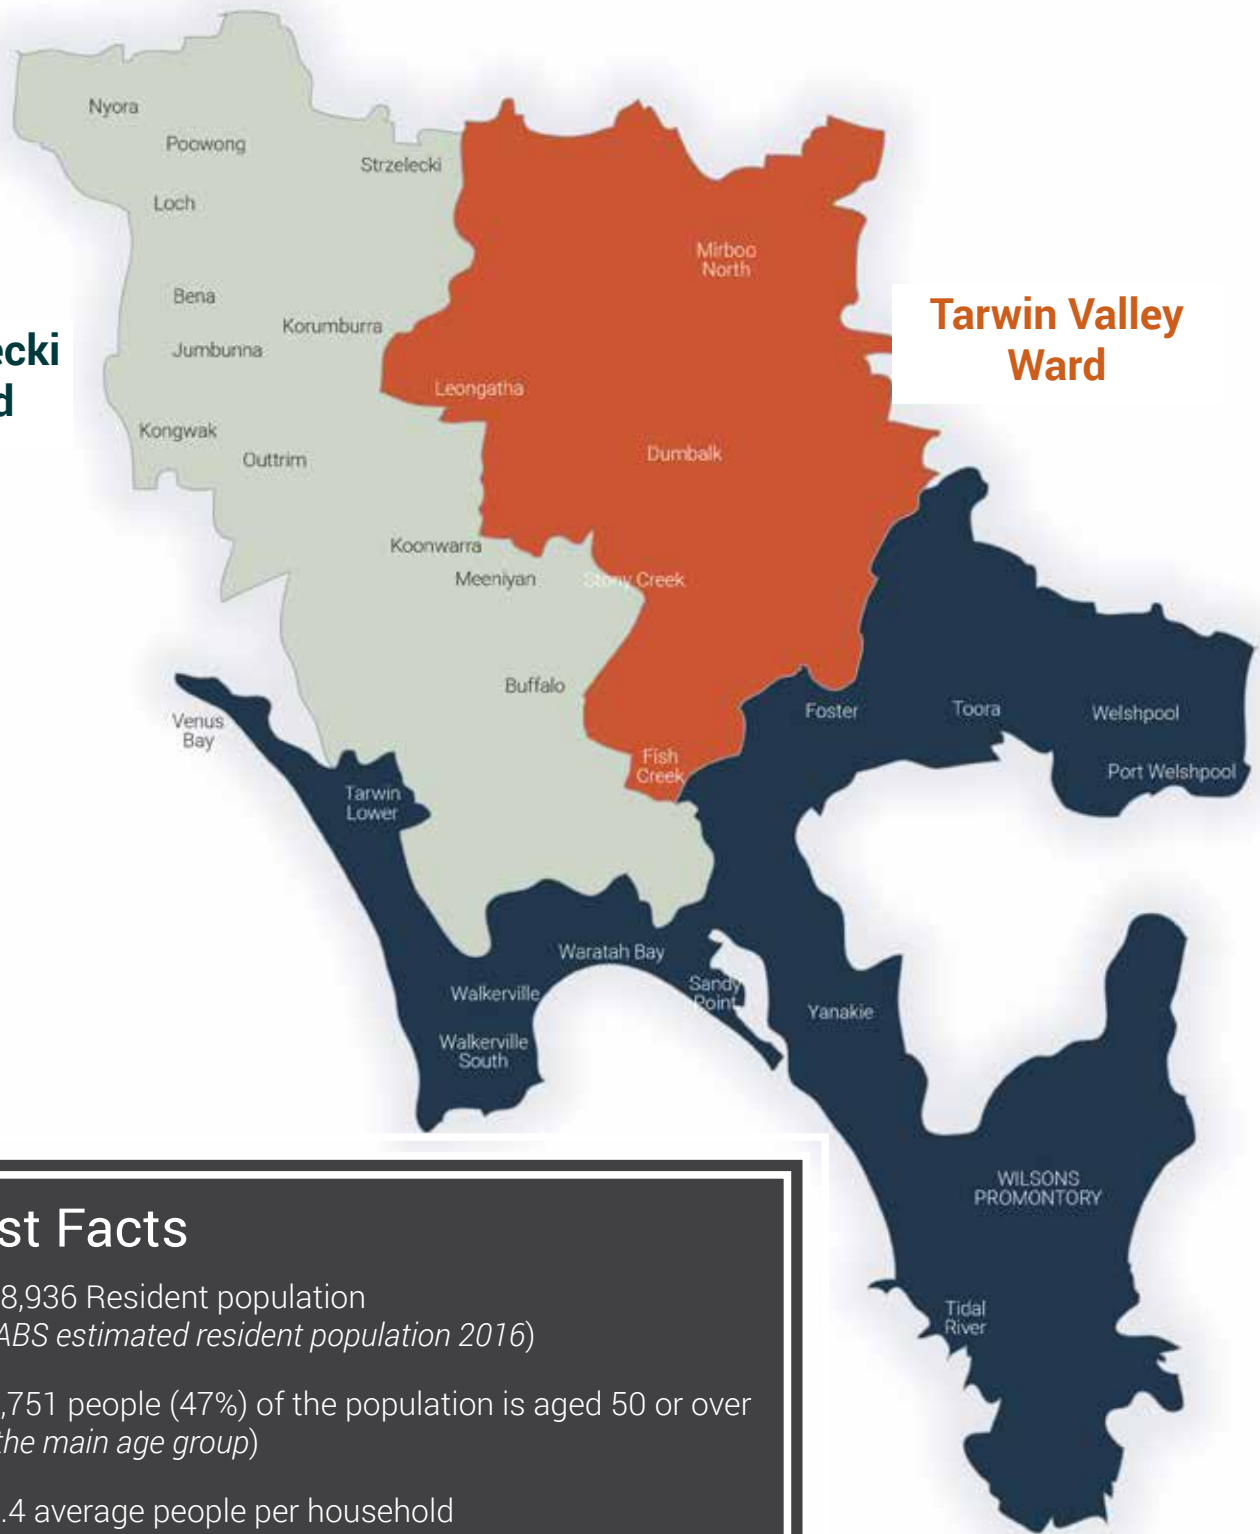 Nyora
Poowong
Strzelecki
Loch
Mirboo
North
Bena
Korumburra
Jumbunna
Tarwin Valley
Ward
ecki
d
Leongatha
Kongwak
Outtrim
Dumbalk
Koonwarra
Meeniyan
Stony Creek
Buffalo
Venus
Bay
Foster
Toora
Welshpool
Fish
Creek
Port Welshpool
Tarwin
Lower
Waratah Bay
Walkerville
Sandy
Point
Yanakie
Walkerville
South
WILSONS
PROMONTORY
Tidal
River
st Facts
8,936 Resident population
ABS estimated resident population 2016)
,751 people (47%) of the population is aged 50 or over
the main age group)
.4 average people per household